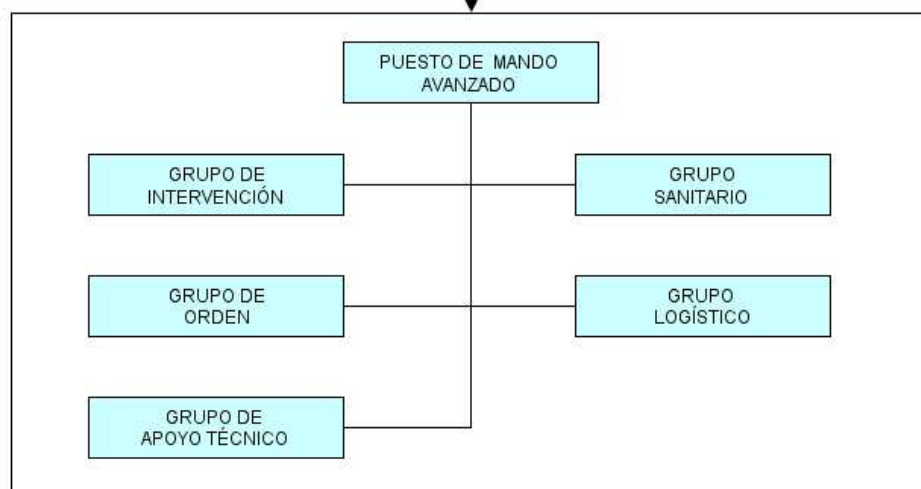 PUESTO DE MANDO
AVANZADO
GRUPO DE
INTERVENCIÓN
GRUPO
SANITARIO
GRUPO DE
ORDEN
GRUPO
LOGÍSTICO
GRUPO DE
APOYO TÉCNICO